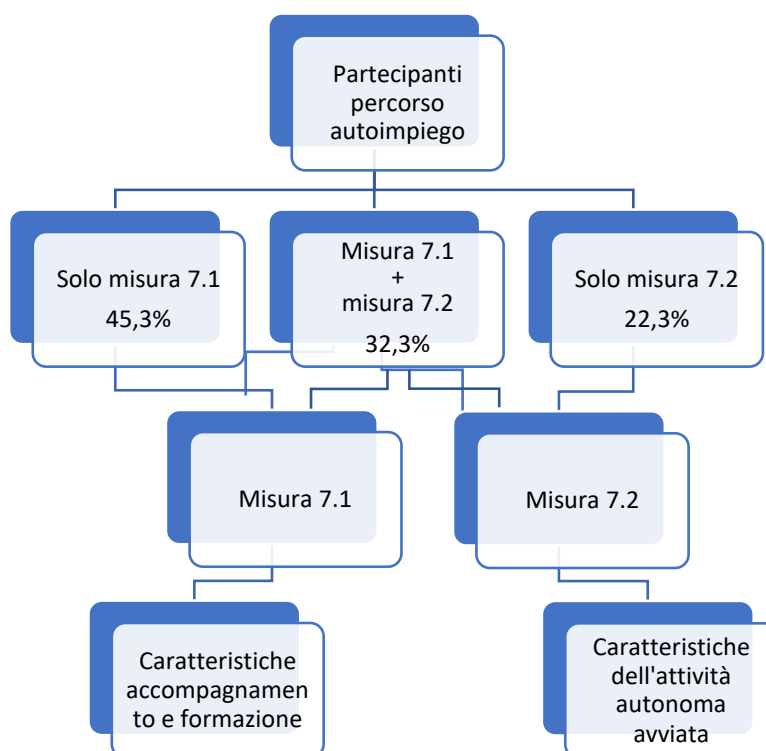 Partecipanti
percorso
autoimpiego
Solo misura 7.1
45,3%
Misura 7.1
+
misura 7.2
32,3%
Solo misura 7.2
22,3%
Misura 7.1
Misura 7.2
Caratteristiche
accompagnamen
to e formazione
Caratteristiche
dell'attività
autonoma
avviata